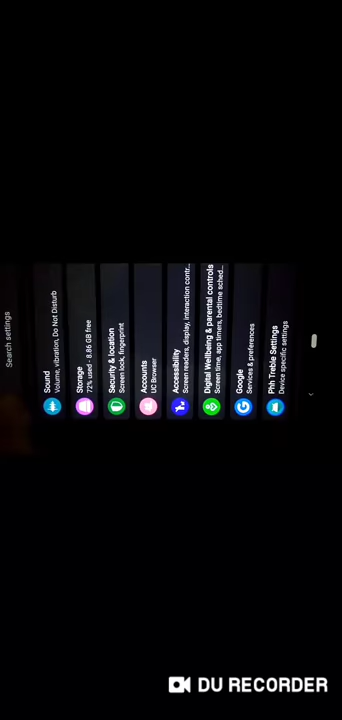 Search settings
Sound
Volume, vibration, Do Not Disturb
Storage
72% used - 8.86 GB free
Security & location
Screen lock, fingerprint
Accounts
UC Browser
Accessibility
Screen readers, display, interaction contr...
Digital Wellbeing & parental controls
Screen time, app timers, bedtime sched...
Google
Services & preferences
Phh Treble Settings
Device specific settings
DU RECORDER